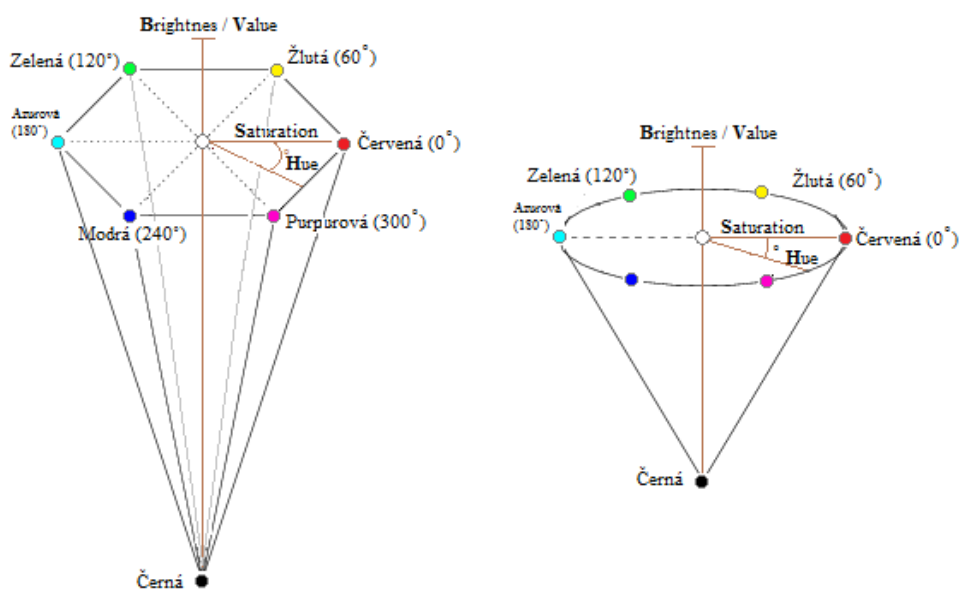 Brightnes / Value
Zelená (120°)
Žlutá (60°)
Azurová
(180°)
Saturation
Červená (0°)
°Hue
Modrá (240°)
Purpurová (300°)
Černá
Brightnes / Value
Zelená (120°)
Žlutá (60°)
Azurová
(180°)
Saturation
Červená (0°)
° Hue
Černá